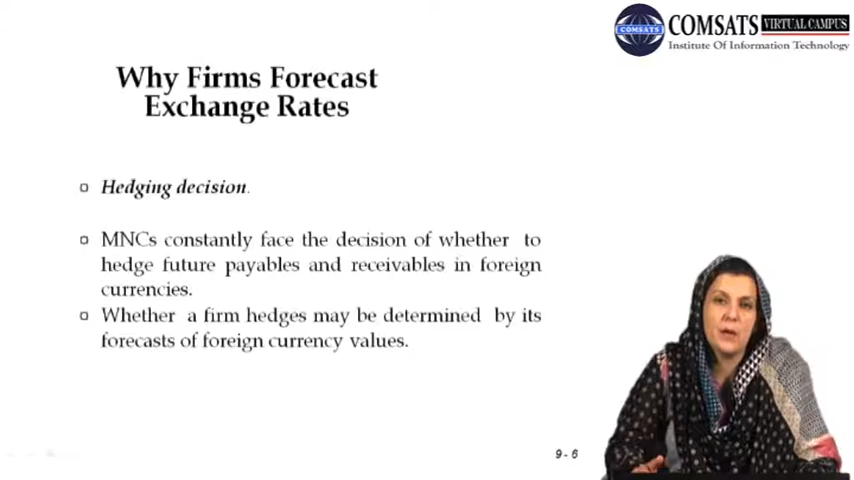 COMSATS
COMSATS VIRTUAL CAMPUS
Institute Of Information Technology
Why Firms Forecast
Exchange Rates
Hedging decision.
MNCs constantly face the decision of whether to
hedge future payables and receivables in foreign
currencies.
Whether a firm hedges may be determined by its
forecasts of foreign currency values.
9 - 6